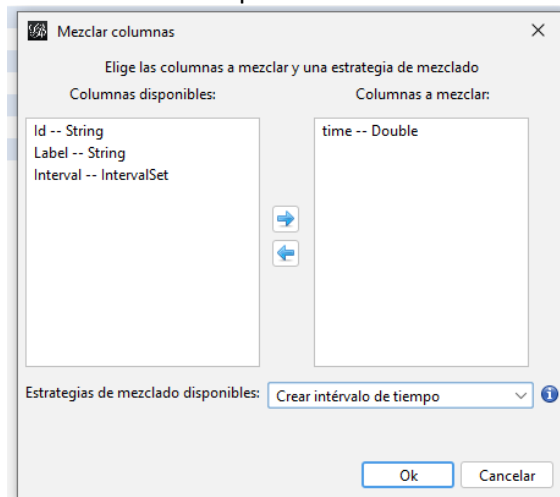 Mezclar columnas
Elige las columnas a mezclar y una estrategia de mezclado
Columnas disponibles:
Columnas a mezclar:
Id -- String
Label -- String
Interval -- IntervalSet
time -- Double
Estrategias de mezclado disponibles:
Crear intérvalo de tiempo
Ok
Cancelar